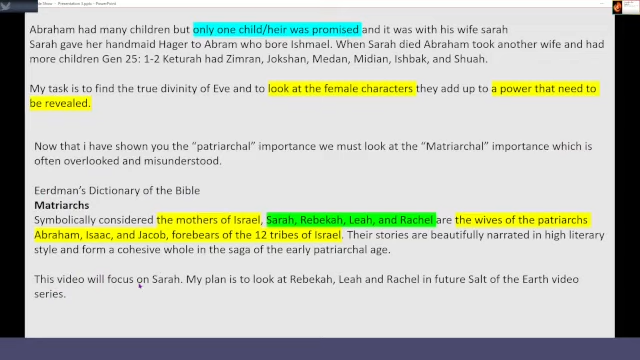 Abraham had many children but only one child/heir was promised and it was with his wife sarah
Sarah gave her handmaid Hager to Abram who bore Ishmael. When Sarah died Abraham took another wife and had
more children Gen 25: 1-2 Keturah had Zimran, Jokshan, Medan, Midian, Ishbak, and Shuah.
My task is to find the true divinity of Eve and to look at the female characters they add up to a power that need to
be revealed.
Now that i have shown you the "patriarchal" importance we must look at the "Matriarchal" importance which is
often overlooked and misunderstood.
Eerdman's Dictionary of the Bible
Matriarchs
Symbolically considered the mothers of Israel, Sarah, Rebekah, Leah, and Rachel are the wives of the patriarchs
Abraham, Isaac, and Jacob, forebears of the 12 tribes of Israel. Their stories are beautifully narrated in high literary
style and form a cohesive whole in the saga of the early patriarchal age.
This video will focus on Sarah. My plan is to look at Rebekah, Leah and Rachel in future Salt of the Earth video
series.